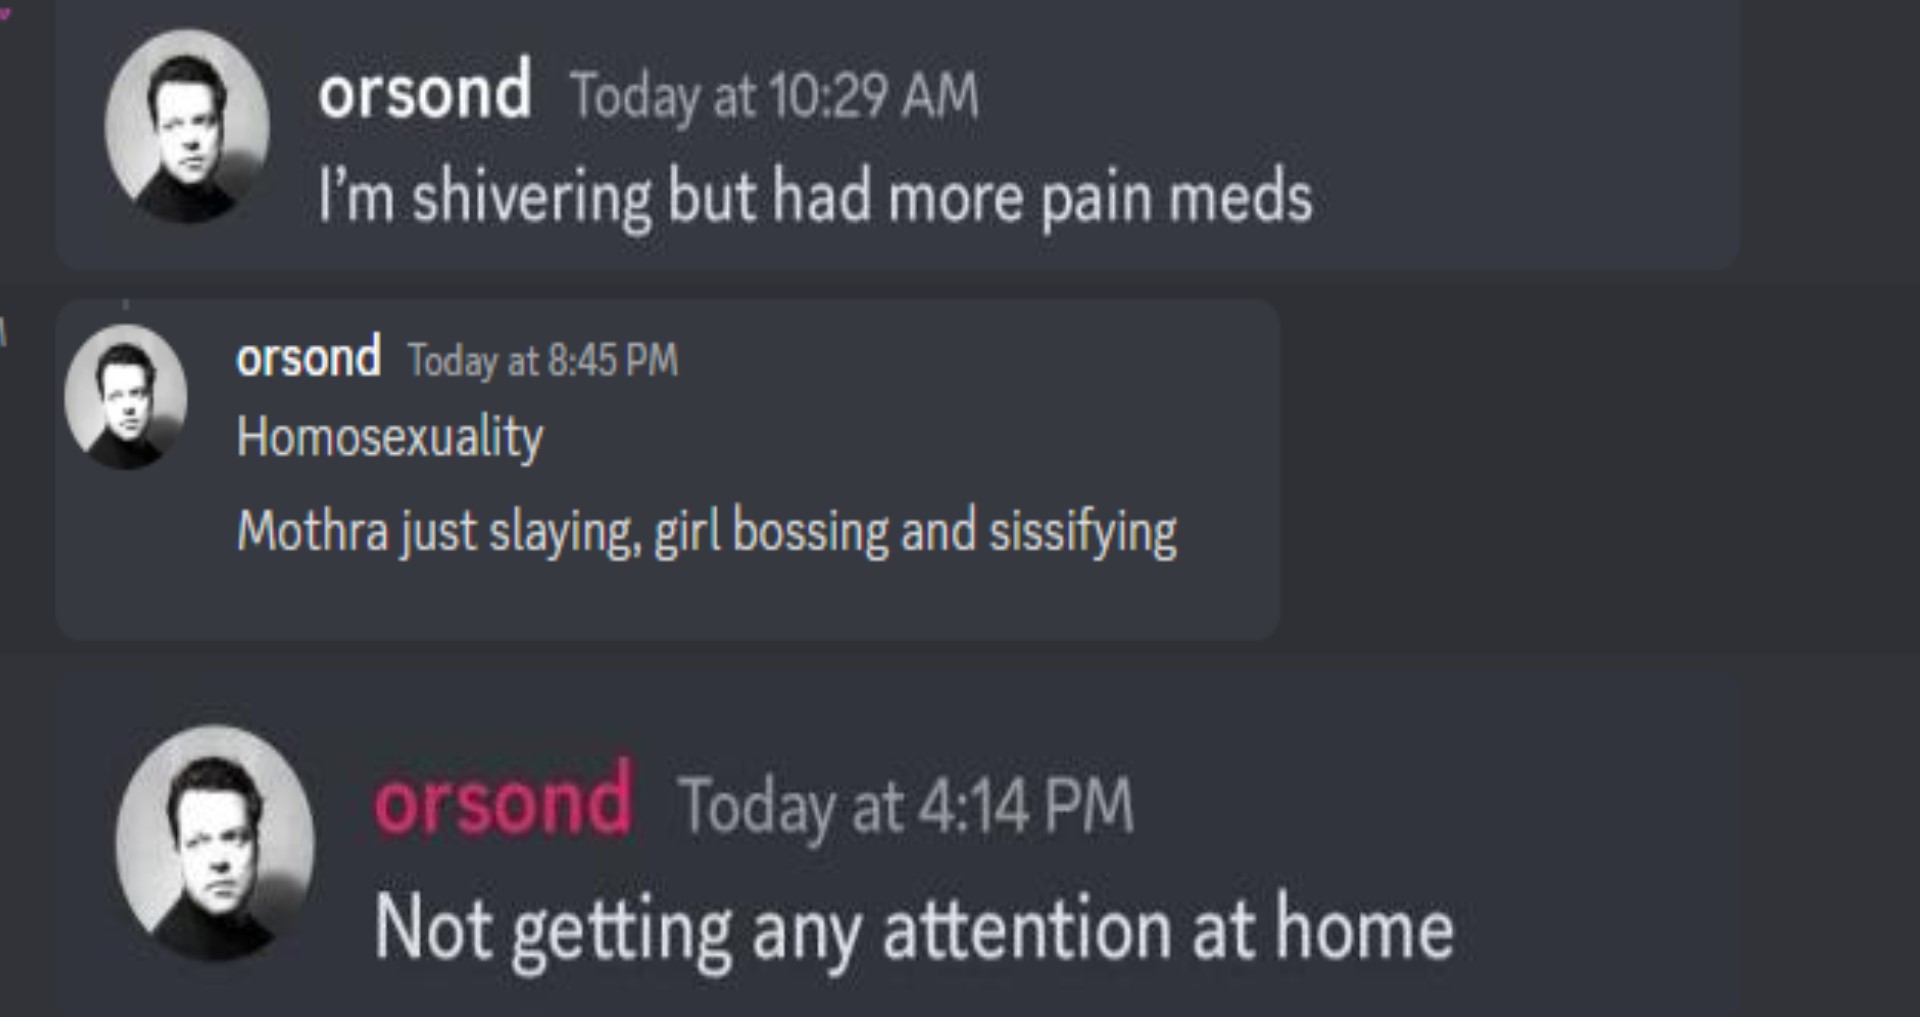 orsond Today at 10:29 AM
I'm shivering but had more pain meds
orsond Today at 8:45 PM
Homosexuality
Mothra just slaying, girl bossing and sissifying
orsond Today at 4:14 PM
Not getting any attention at home